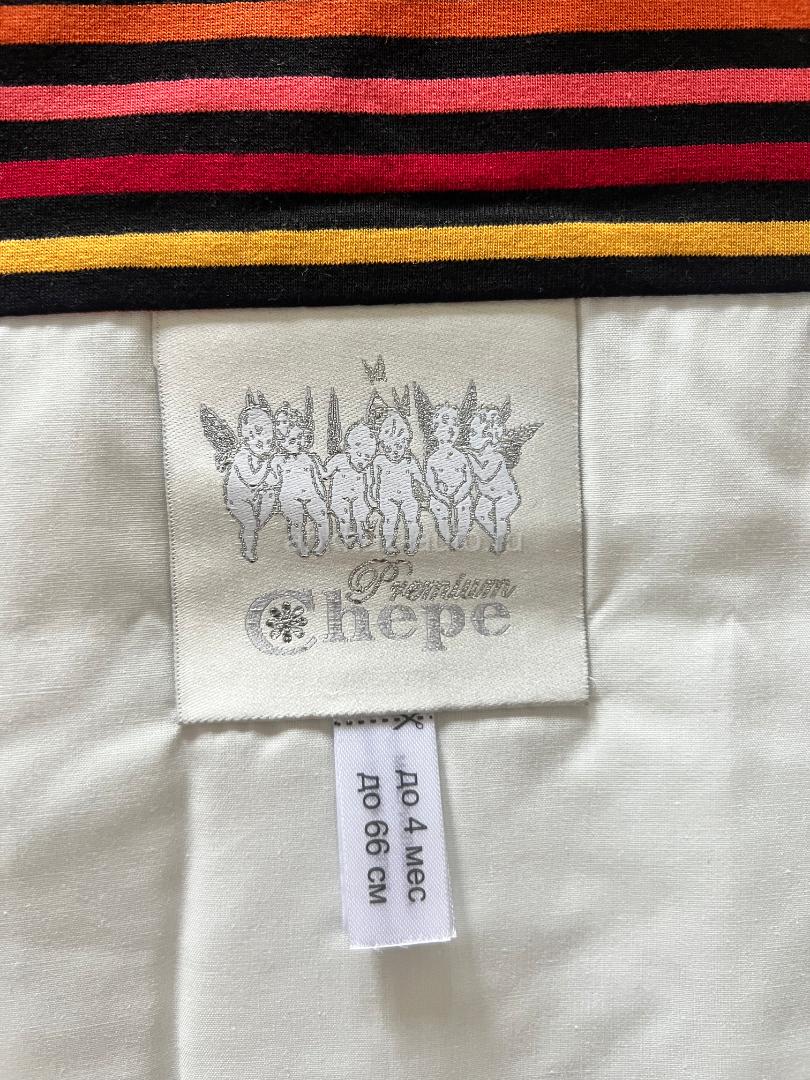 Premium
Chepe
до 4 мес
до 66 см